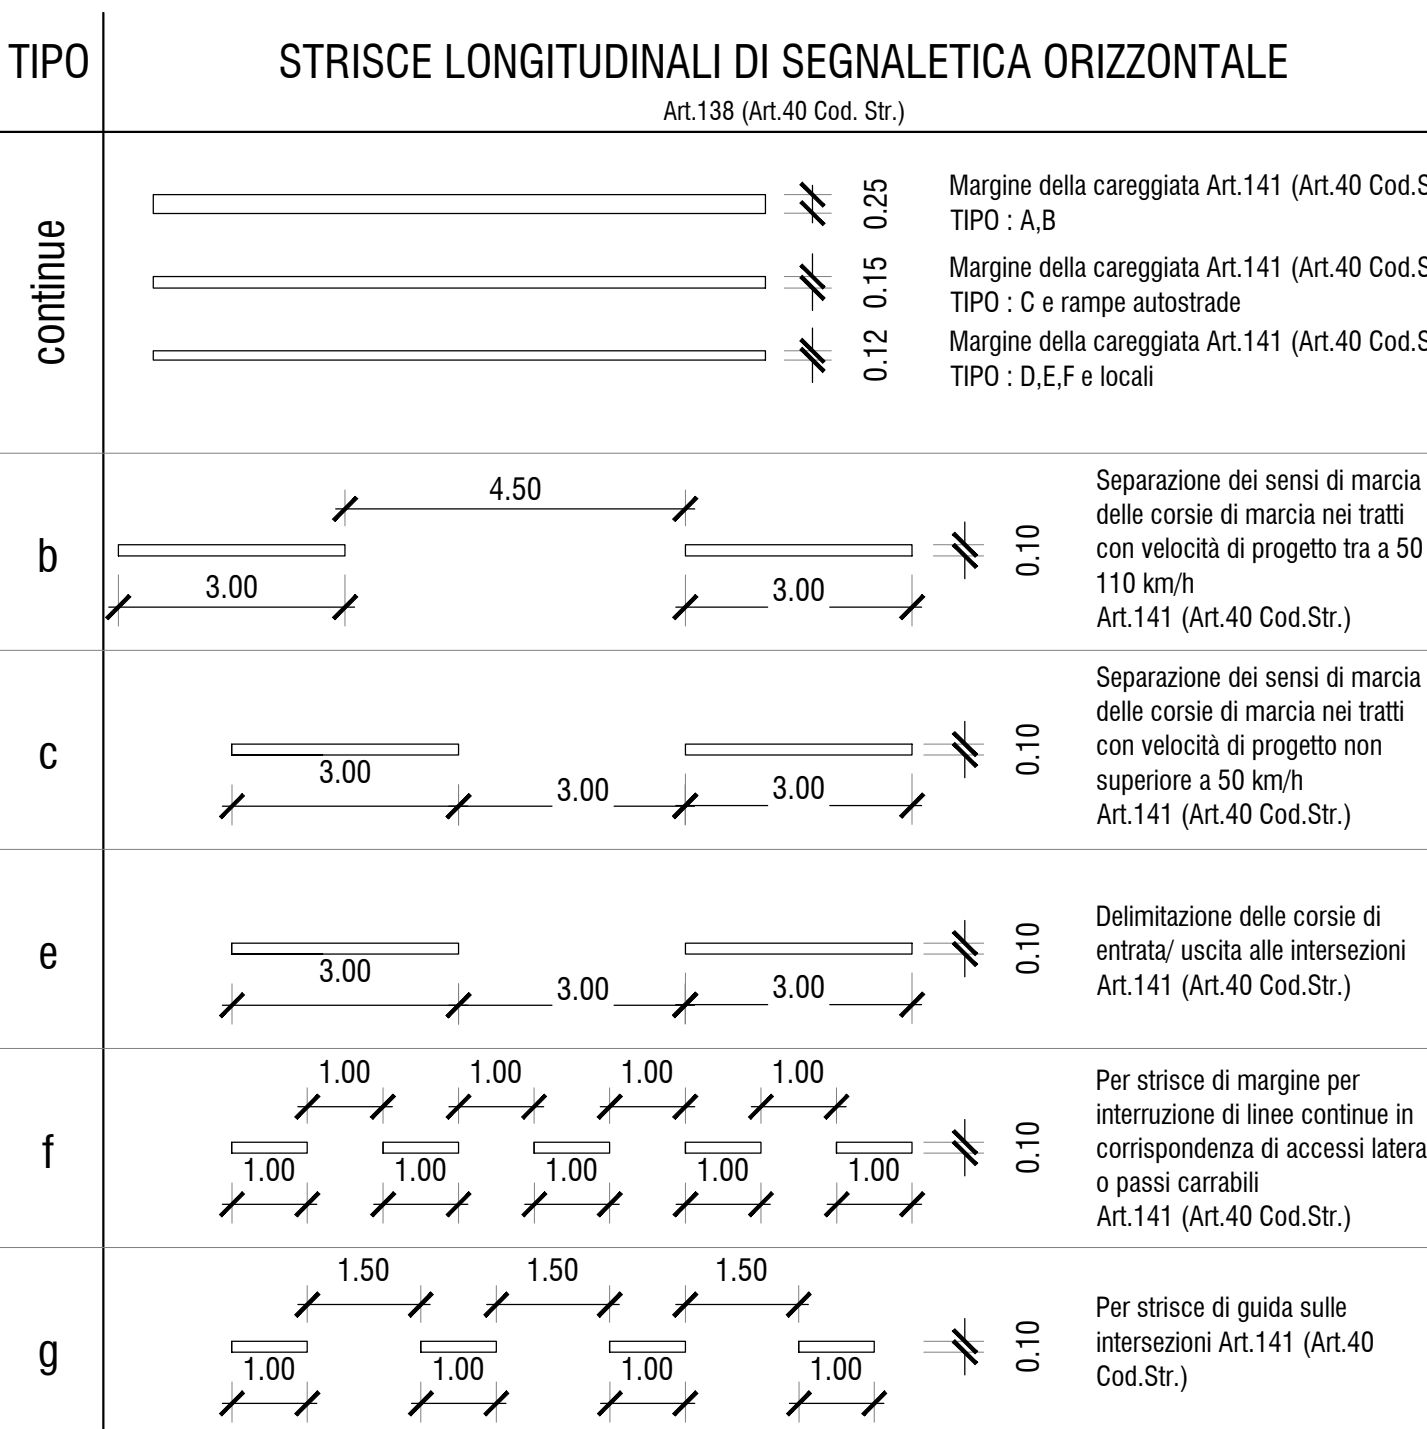 TIPO
STRISCE LONGITUDINALI DI SEGNALETICA ORIZZONTALE
Art.138 (Art.40 Cod. Str.)
continue
0.25
Margine della careggiata Art.141 (Art.40 Cod.S
TIPO : A,B
0.15
Margine della careggiata Art.141 (Art.40 Cod.S
TIPO : C e rampe autostrade
0.12
Margine della careggiata Art.141 (Art.40 Cod.S
TIPO : D,E,F e locali
b
4.50
3.00
3.00
0.10
Separazione dei sensi di marcia
delle corsie di marcia nei tratti
con velocità di progetto tra a 50
110 km/h
Art.141 (Art.40 Cod.Str.)
c
3.00
3.00
3.00
0.10
Separazione dei sensi di marcia
delle corsie di marcia nei tratti
con velocità di progetto non
superiore a 50 km/h
Art.141 (Art.40 Cod.Str.)
e
3.00
3.00
3.00
0.10
Delimitazione delle corsie di
entrata/ uscita alle intersezioni
Art.141 (Art.40 Cod.Str.)
f
1.00 1.00 1.00 1.00
1.00 1.00 1.00 1.00 1.00
0.10
Per strisce di margine per
interruzione di linee continue in
corrispondenza di accessi latera
o passi carrabili
Art.141 (Art.40 Cod.Str.)
g
1.50 1.50 1.50
1.00 1.00 1.00 1.00
0.10
Per strisce di guida sulle
intersezioni Art.141 (Art.40
Cod.Str.)